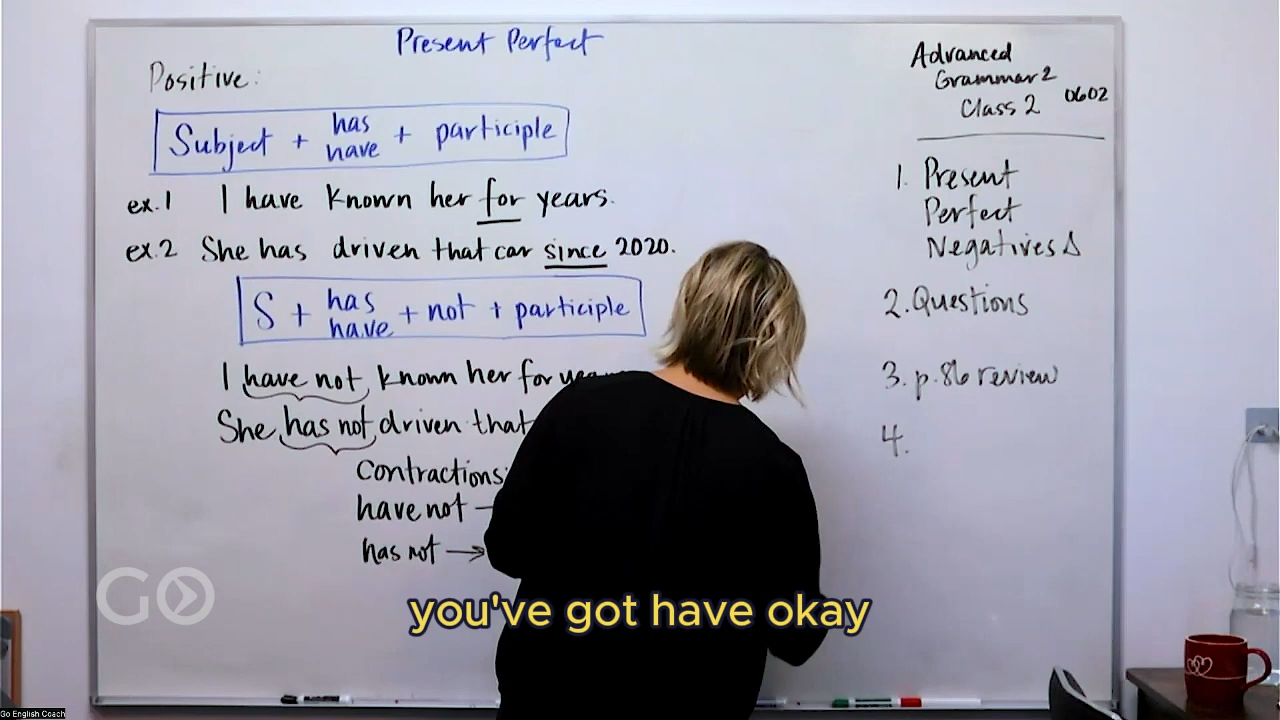 Present Perfect
Positive:
Subject + has have + participle
ex.1 I have known her for years.
ex.2 She has driven that car since 2020.
S + has have + not + participle
I have not known her for
She has not driven that
Contractions:
have not
has not →
Advanced
Grammar 2
Class 2 0602
1. Present
Perfect
Negatives Δ
2. Questions
3. p. 86 review
4.
GO
you've got have okay
Go English Coach